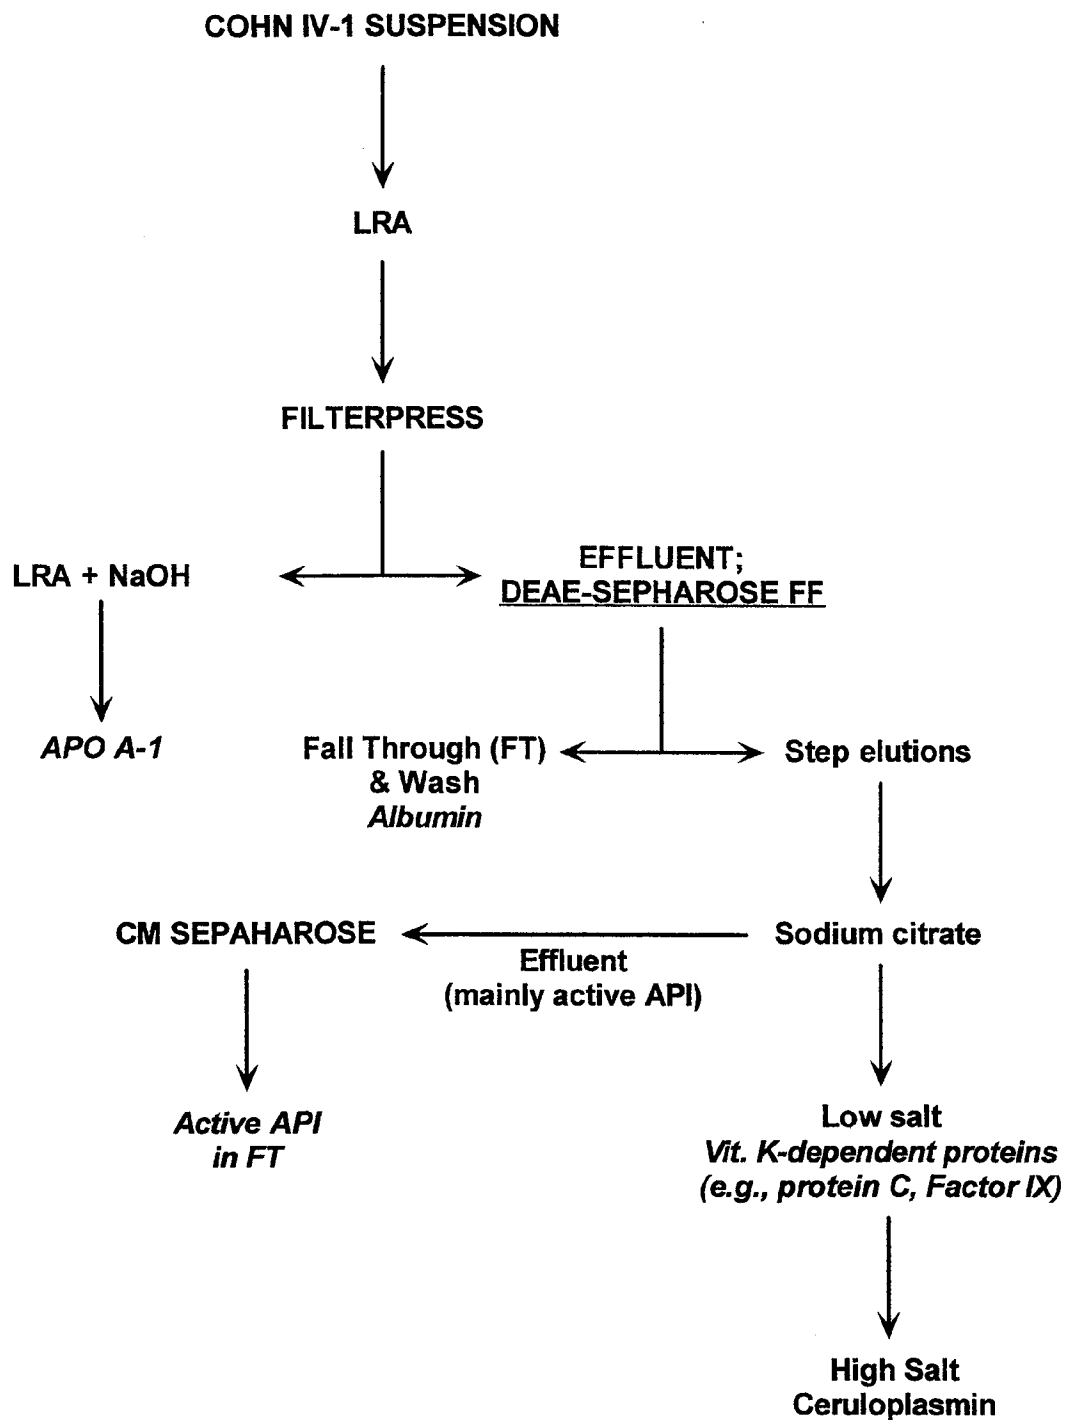 COHN IV-1 SUSPENSION
LRA
FILTERPRESS
LRA + NaOH
EFFLUENT;
DEAE-SEPHAROSE FF
APO A-1
Fall Through (FT)
& Wash
Albumin
Step elutions
CM SEPAHAROSE
Effluent
(mainly active API)
Sodium citrate
Active API
in FT
Low salt
Vit. K-dependent proteins
(e.g., protein C, Factor IX)
High Salt
Ceruloplasmin